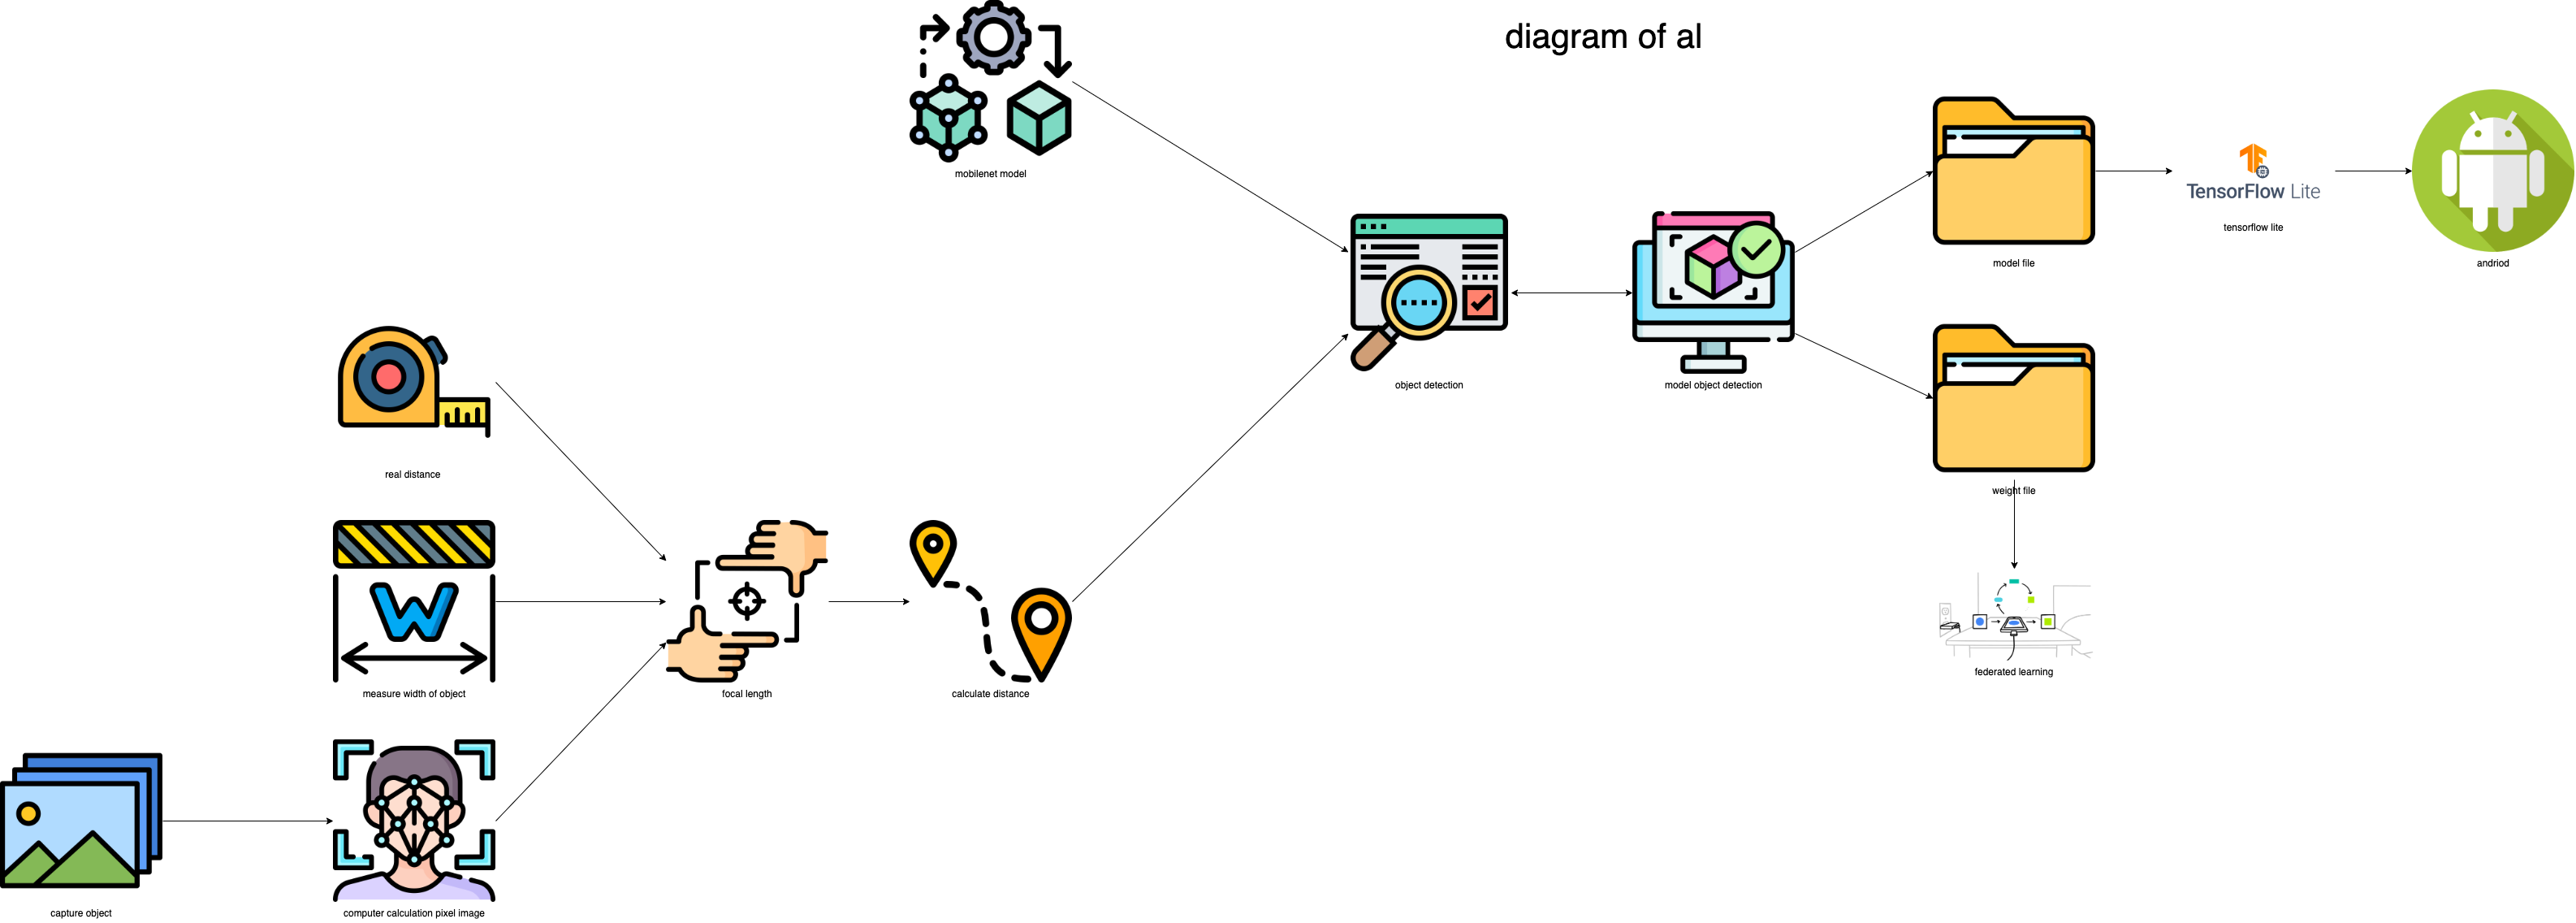 diagram of al
mobilenet model
TensorFlow Lite
tensorflow lite
model file
andriod
object detection
model object detection
real distance
weight file
W
measure width of object
focal length
calculate distance
federated learning
capture object
computer calculation pixel image